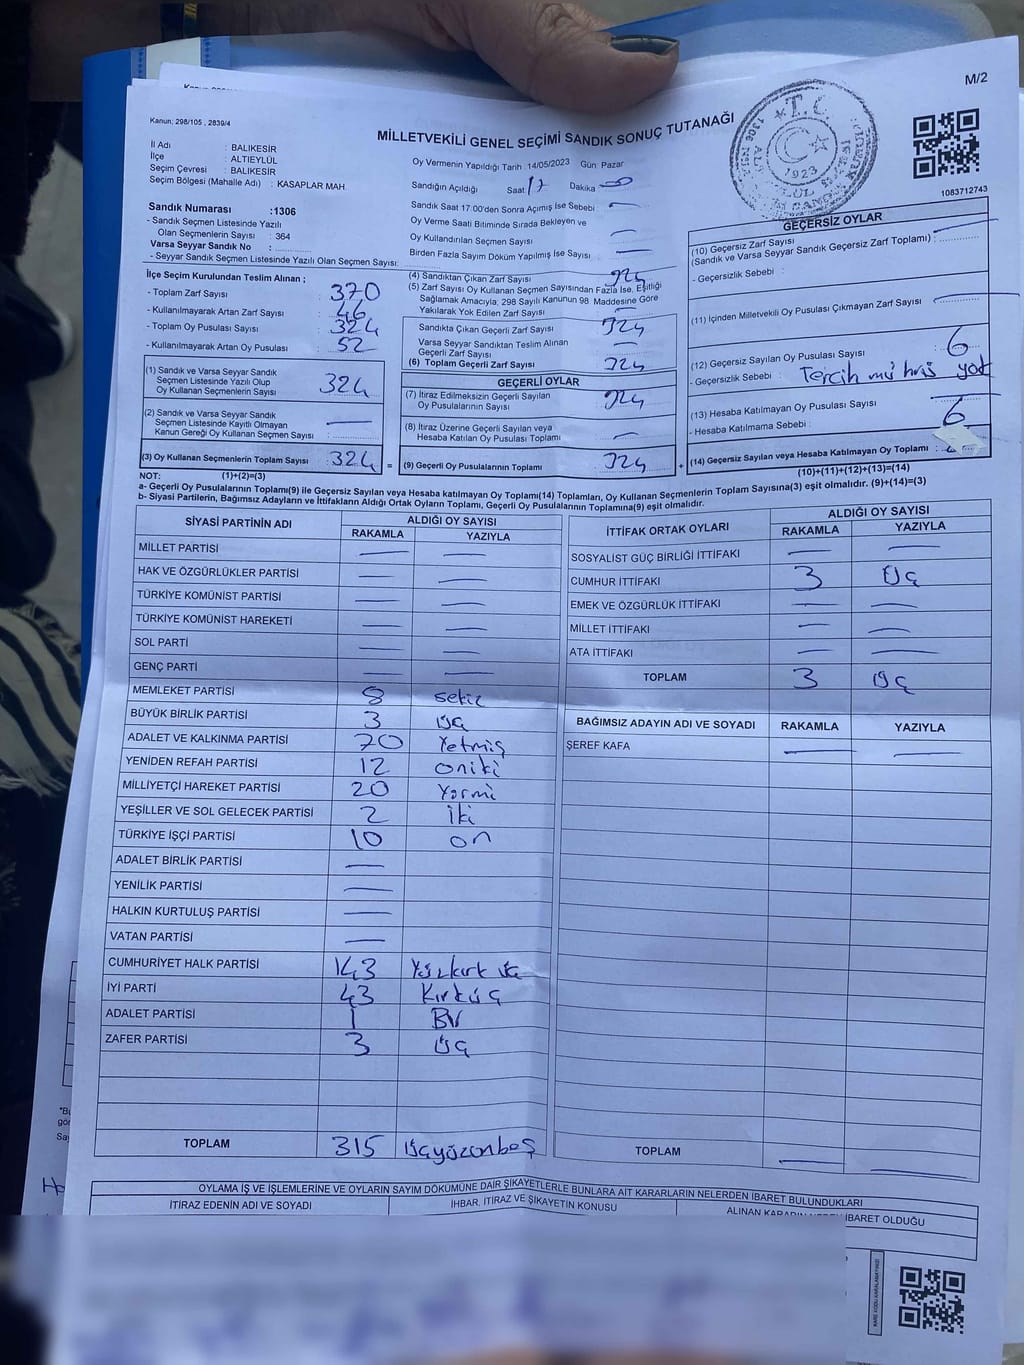 M/2
Kanun; 298/105 , 2839/4
MİLLETVEKİLİ GENEL SEÇİMİ SANDIK SONUÇ TUTANAĞI
İl Adı : BALIKESİR
İlçe : ALTIEYLÜL
Seçim Çevresi : BALIKESİR
Seçim Bölgesi (Mahalle Adı) : KASAPLAR MAH.
Sandık Numarası :1306
- Sandık Seçmen Listesinde Yazılı
Olan Seçmenlerin Sayısı : 364
Varsa Seyyar Sandık No :
- Seyyar Sandık Seçmen Listesinde Yazılı Olan Seçmen Sayısı:
Oy Vermenin Yapıldığı Tarih 14/05/2023 Gün Pazar
Sandığın Açıldığı Saat 17 Dakika
Sandık Saat 17:00'den Sonra Açımış İse Sebebi
Oy Verme Saati Bitiminde Sırada Bekleyen ve
Oy Kullandırılan Seçmen Sayısı
Birden Fazla Sayım Döküm Yapılmış İse Sayısı
T.C.
1923
1083712743
İlçe Seçim Kurulundan Teslim Alınan ;
- Toplam Zarf Sayısı : 370
- Kullanılmayarak Artan Zarf Sayısı : 46
- Toplam Oy Pusulası Sayısı : 324
- Kullanılmayarak Artan Oy Pusulası : 52
(1) Sandık ve Varsa Seyyar Sandık
Seçmen Listesinde Yazılı Olup
Oy Kullanan Seçmenlerin Sayısı : 324
(2) Sandık ve Varsa Seyyar Sandık
Seçmen Listesinde Kayıtlı Olmayan
Kanun Gereği Oy Kullanan Seçmen Sayısı :
(3) Oy Kullanan Seçmenlerin Toplam Sayısı : 324
(4) Sandıktan Çıkan Zarf Sayısı 324
(5) Zarf Sayısı Oy Kullanan Seçmen Sayısından Fazla İse, Eşitliği
Sağlamak Amacıyla; 298 Sayılı Kanunun 98. Maddesine Göre
Yakılarak Yok Edilen Zarf Sayısı
Sandıkta Çıkan Geçerli Zarf Sayısı 324
Varsa Seyyar Sandıktan Teslim Alınan
Geçerli Zarf Sayısı
(6) Toplam Geçerli Zarf Sayısı 324
GEÇERLİ OYLAR
(7) İtiraz Edilmeksizin Geçerli Sayılan
Oy Pusulalarının Sayısı 324
(8) İtiraz Üzerine Geçerli Sayılan veya
Hesaba Katılan Oy Pusulası Toplamı
= (9) Geçerli Oy Pusulalarının Toplamı 324 +
GEÇERSİZ OYLAR
(10) Geçersiz Zarf Sayısı
(Sandık ve Varsa Seyyar Sandık Geçersiz Zarf Toplamı) :
- Geçersizlik Sebebi :
(11) İçinden Milletvekili Oy Pusulası Çıkmayan Zarf Sayısı
(12) Geçersiz Sayılan Oy Pusulası Sayısı : 6
- Geçersizlik Sebebi : Tercih mührü yok
(13) Hesaba Katılmayan Oy Pusulası Sayısı
- Hesaba Katılmama Sebebi : 6
(14) Geçersiz Sayılan veya Hesaba Katılmayan Oy Toplamı :
(10)+(11)+(12)+(13)=(14)
NOT: (1)+(2)=(3)
a- Geçerli Oy Pusulalarının Toplamı(9) ile Geçersiz Sayılan veya Hesaba katılmayan Oy Toplamı(14) Toplamları, Oy Kullanan Seçmenlerin Toplam Sayısına(3) eşit olmalıdır. (9)+(14)=(3)
b- Siyasi Partilerin, Bağımsız Adayların ve İttifakların Aldığı Ortak Oyların Toplamı, Geçerli Oy Pusulalarının Toplamına(9) eşit olmalıdır.
SİYASİ PARTİNİN ADI ALDIĞI OY SAYISI
RAKAMLA YAZIYLA
MİLLET PARTİSİ
HAK VE ÖZGÜRLÜKLER PARTİSİ
TÜRKİYE KOMÜNİST PARTİSİ
TÜRKİYE KOMÜNİST HAREKETİ
SOL PARTİ
GENÇ PARTİ
MEMLEKET PARTİSİ 8 sekiz
BÜYÜK BİRLİK PARTİSİ 3 üç
ADALET VE KALKINMA PARTİSİ 70 Yetmiş
YENİDEN REFAH PARTİSİ 12 oniki
MİLLİYETÇİ HAREKET PARTİSİ 20 Yirmi
YEŞİLLER VE SOL GELECEK PARTİSİ 2 iki
TÜRKİYE İŞÇİ PARTİSİ 10 on
ADALET BİRLİK PARTİSİ
YENİLİK PARTİSİ
HALKIN KURTULUŞ PARTİSİ
VATAN PARTİSİ
CUMHURİYET HALK PARTİSİ 143 Yüzkırk üç
İYİ PARTİ 43 Kırküç
ADALET PARTİSİ 1 Bir
ZAFER PARTİSİ 3 üç
TOPLAM 315 üçyüzonbeş
İTTİFAK ORTAK OYLARI ALDIĞI OY SAYISI
RAKAMLA YAZIYLA
SOSYALİST GÜÇ BİRLİĞİ İTTİFAKI
CUMHUR İTTİFAKI 3 Üç
EMEK VE ÖZGÜRLÜK İTTİFAKI
MİLLET İTTİFAKI
ATA İTTİFAKI
TOPLAM 3 üç
BAĞIMSIZ ADAYIN ADI VE SOYADI RAKAMLA YAZIYLA
ŞEREF KAFA
TOPLAM
OYLAMA İŞ VE İŞLEMLERİNE VE OYLARIN SAYIM DÖKÜMÜNE DAİR ŞİKAYETLERLE BUNLARA AİT KARARLARIN NELERDEN İBARET BULUNDUKLARI
İTİRAZ EDENİN ADI VE SOYADI İHBAR, İTİRAZ VE ŞİKAYETİN KONUSU ALINAN İBARET OLDUĞU